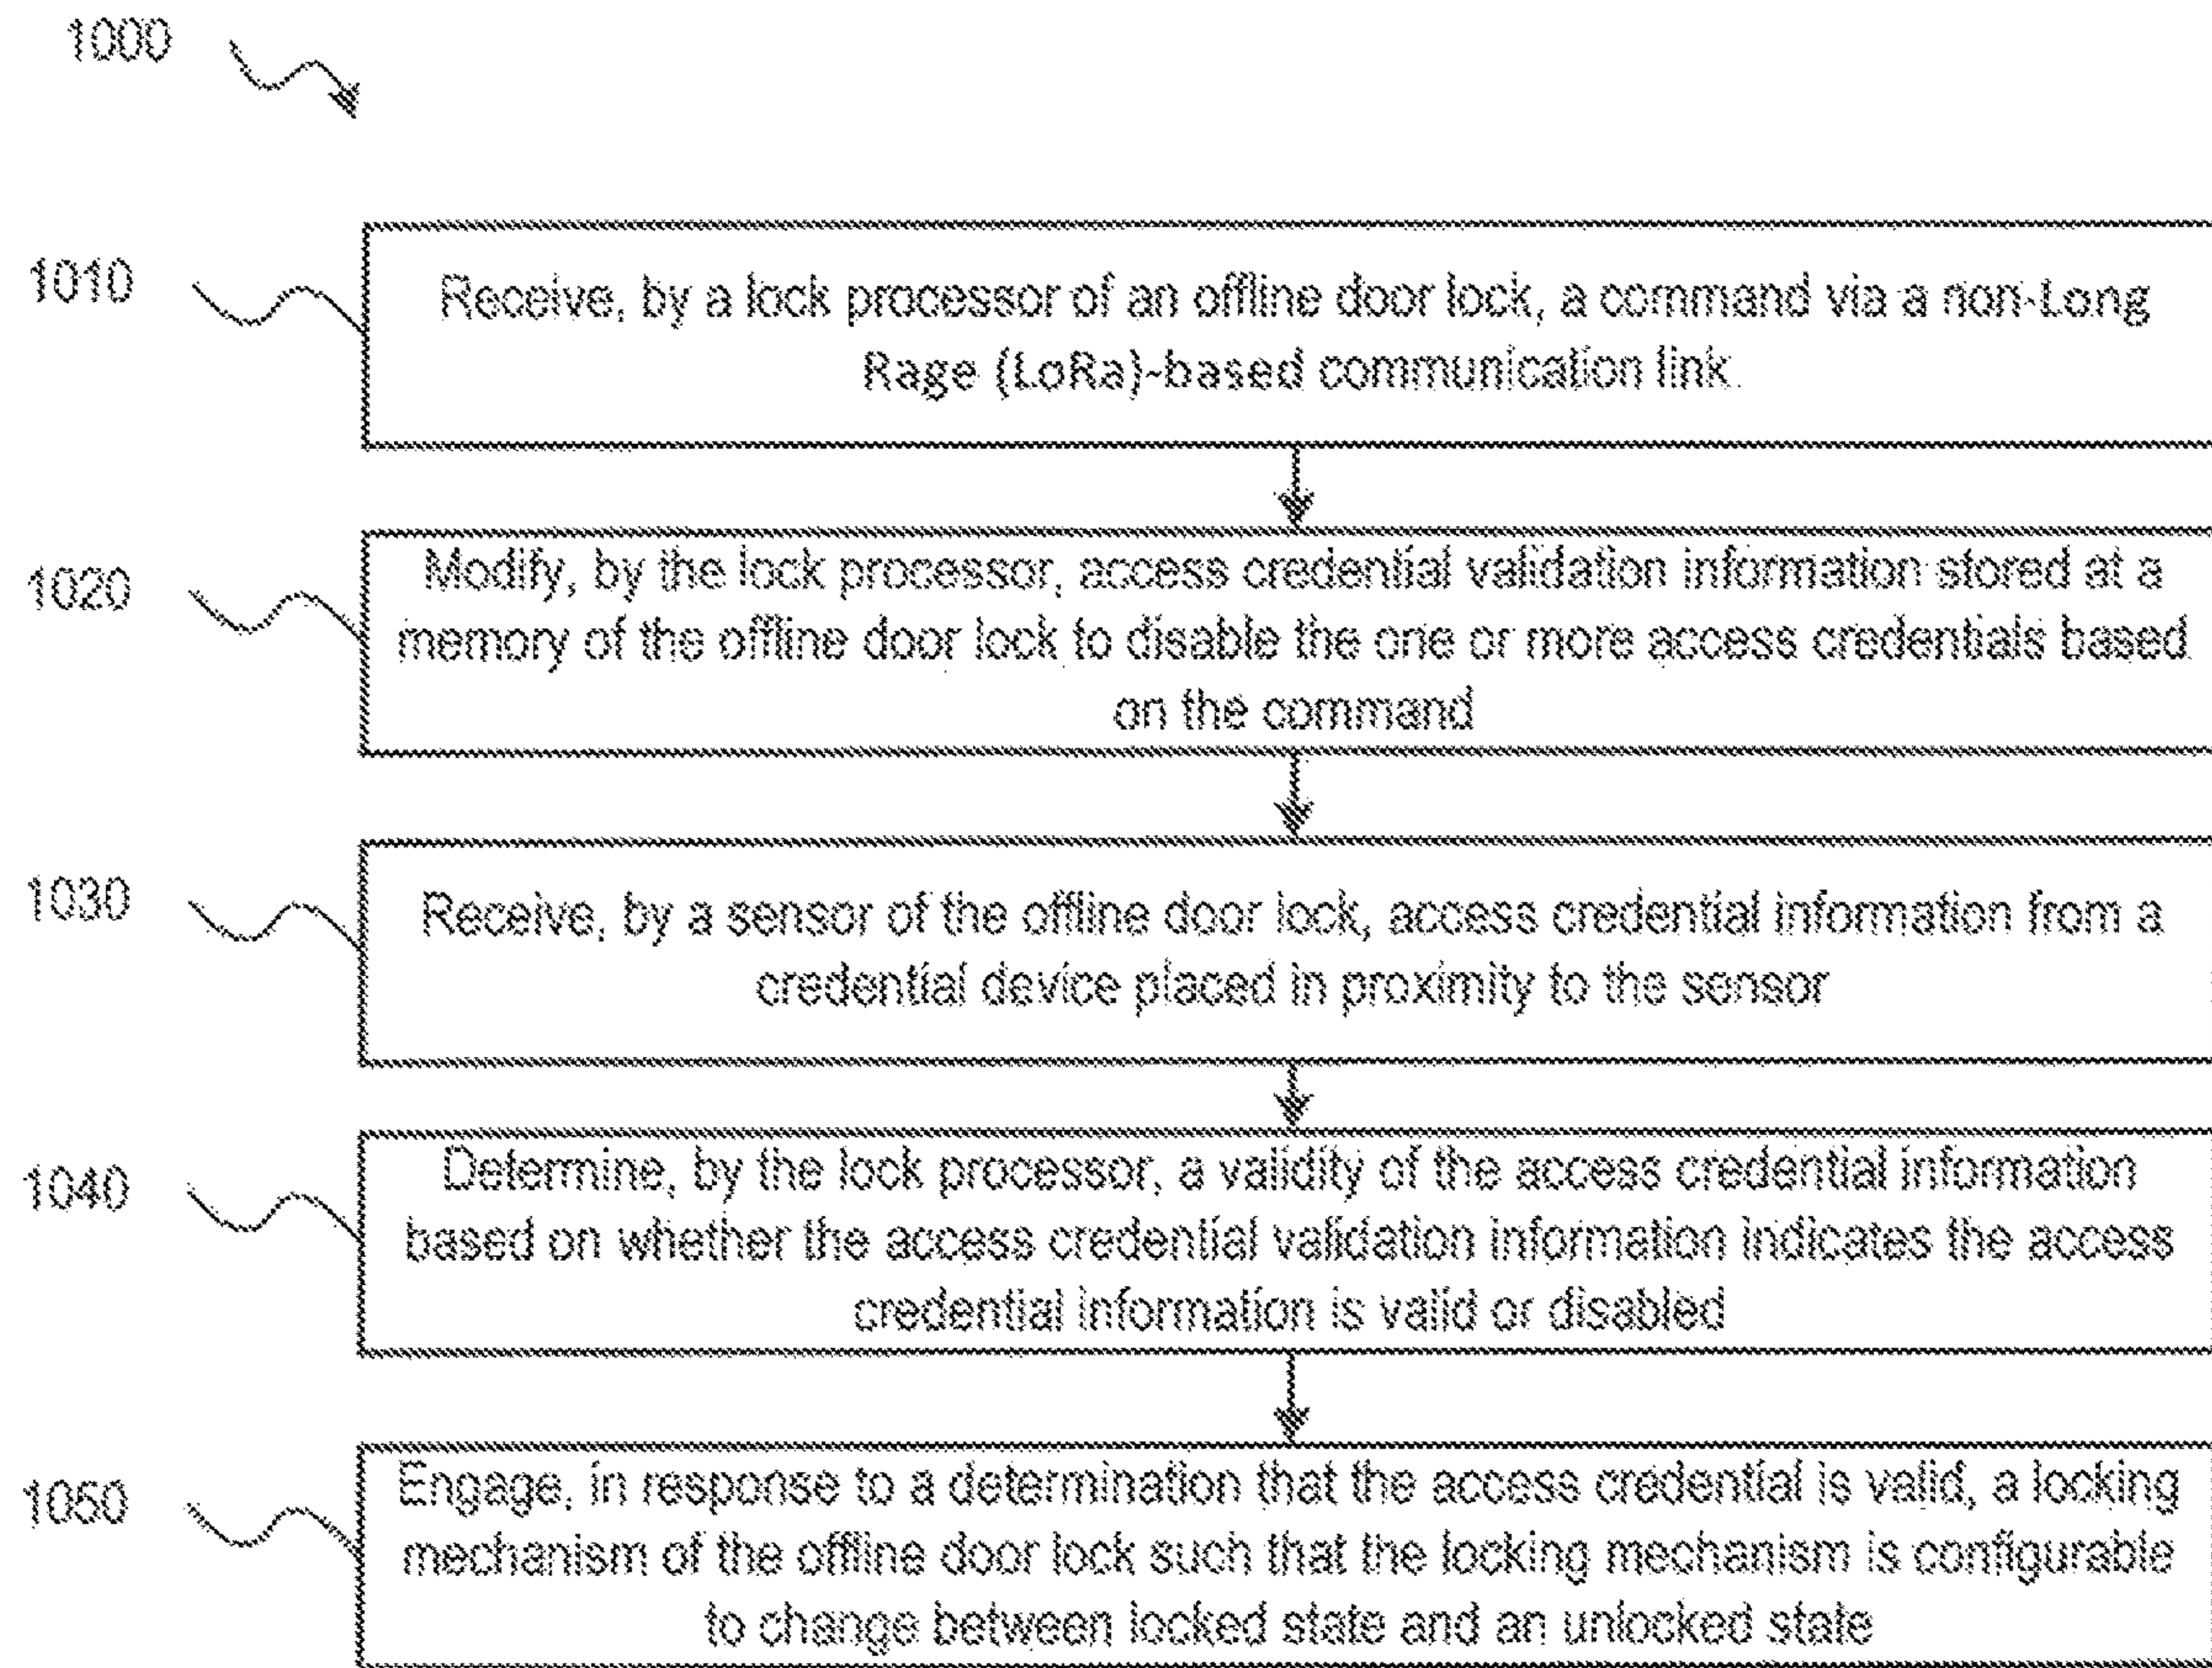 1000
1010
Receive, by a lock processor of an offline door lock, a command via a non-Long
Rage (LoRa)-based communication link.
1020
Modify, by the lock processor, access credential validation information stored at a
memory of the offline door lock to disable the one or more access credentials based
on the command
1030
Receive, by a sensor of the offline door lock, access credential information from a
credential device placed in proximity to the sensor
1040
Determine, by the lock processor, a validity of the access credential information
based on whether the access credential validation information indicates the access
credential information is valid or disabled
1050
Engage, in response to a determination that the access credential is valid, a locking
mechanism of the offline door lock such that the locking mechanism is configurable
to change between locked state and an unlocked state